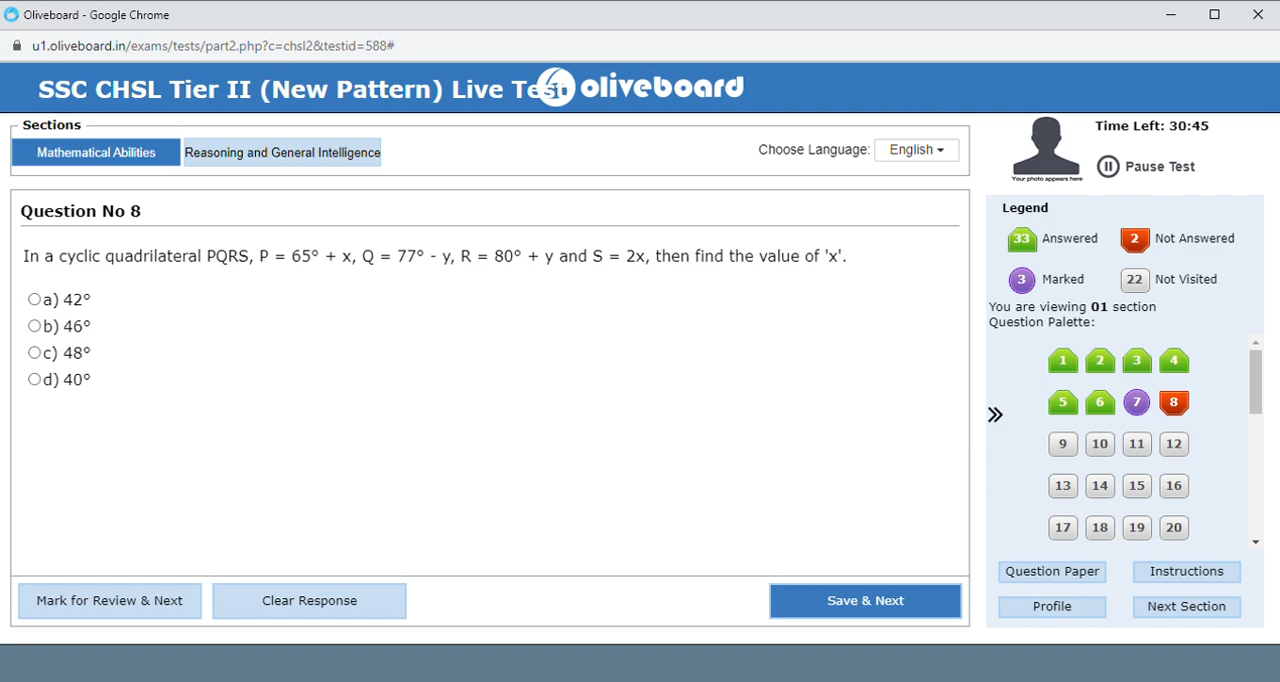 Oliveboard - Google Chrome
u1.oliveboard.in/exams/tests/part2.php?c=chsl2&testid=588#
SSC CHSL Tier II (New Pattern) Live Test oliveboard
Sections
Mathematical Abilities Reasoning and General Intelligence
Choose Language: English
Your photo appears here
Time Left: 30:45
Pause Test
Question No 8
In a cyclic quadrilateral PQRS, P = 65° + x, Q = 77° - y, R = 80° + y and S = 2x, then find the value of 'x'.
a) 42°
b) 46°
c) 48°
d) 40°
Mark for Review & Next Clear Response Save & Next
Legend
33 Answered 2 Not Answered
3 Marked 22 Not Visited
You are viewing 01 section
Question Palette:
1 2 3 4
5 6 7 8
9 10 11 12
13 14 15 16
17 18 19 20
Question Paper Instructions
Profile Next Section